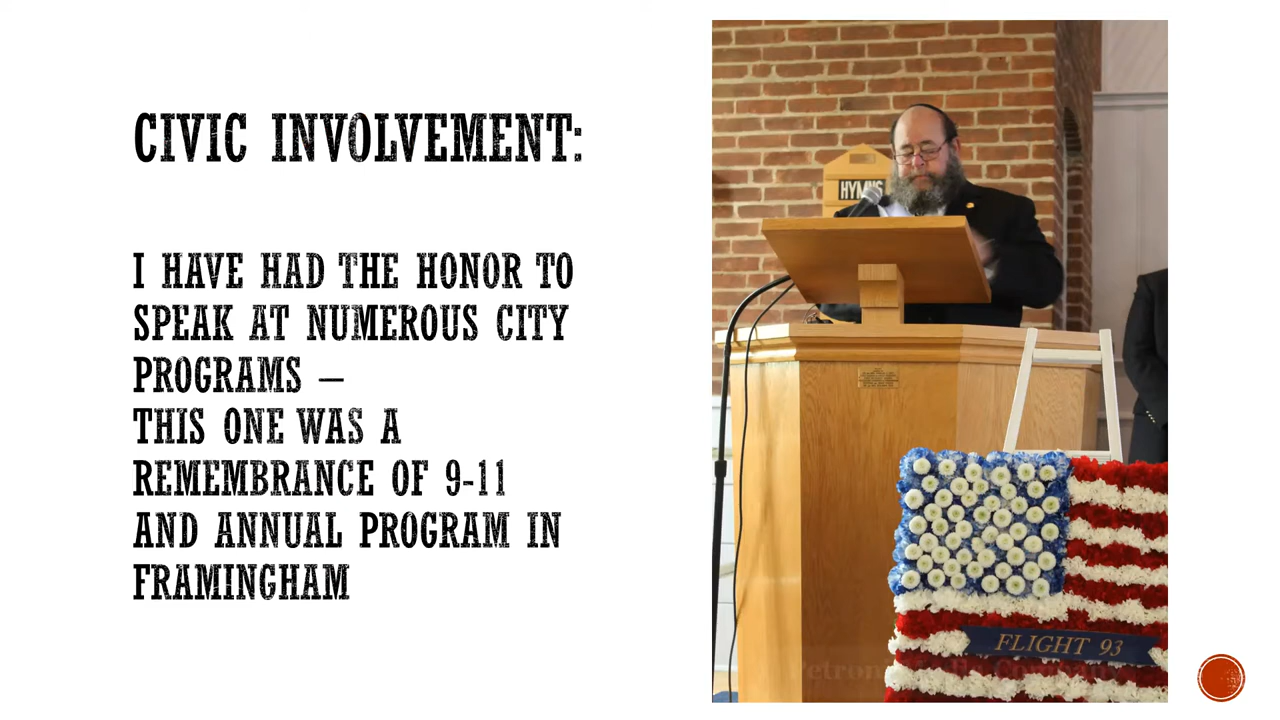 CIVIC INVOLVEMENT:
I HAVE HAD THE HONOR TO
SPEAK AT NUMEROUS CITY
PROGRAMS –
THIS ONE WAS A
REMEMBRANCE OF 9-11
AND ANNUAL PROGRAM IN
FRAMINGHAM
HYMNS
FLIGHT 93
Company